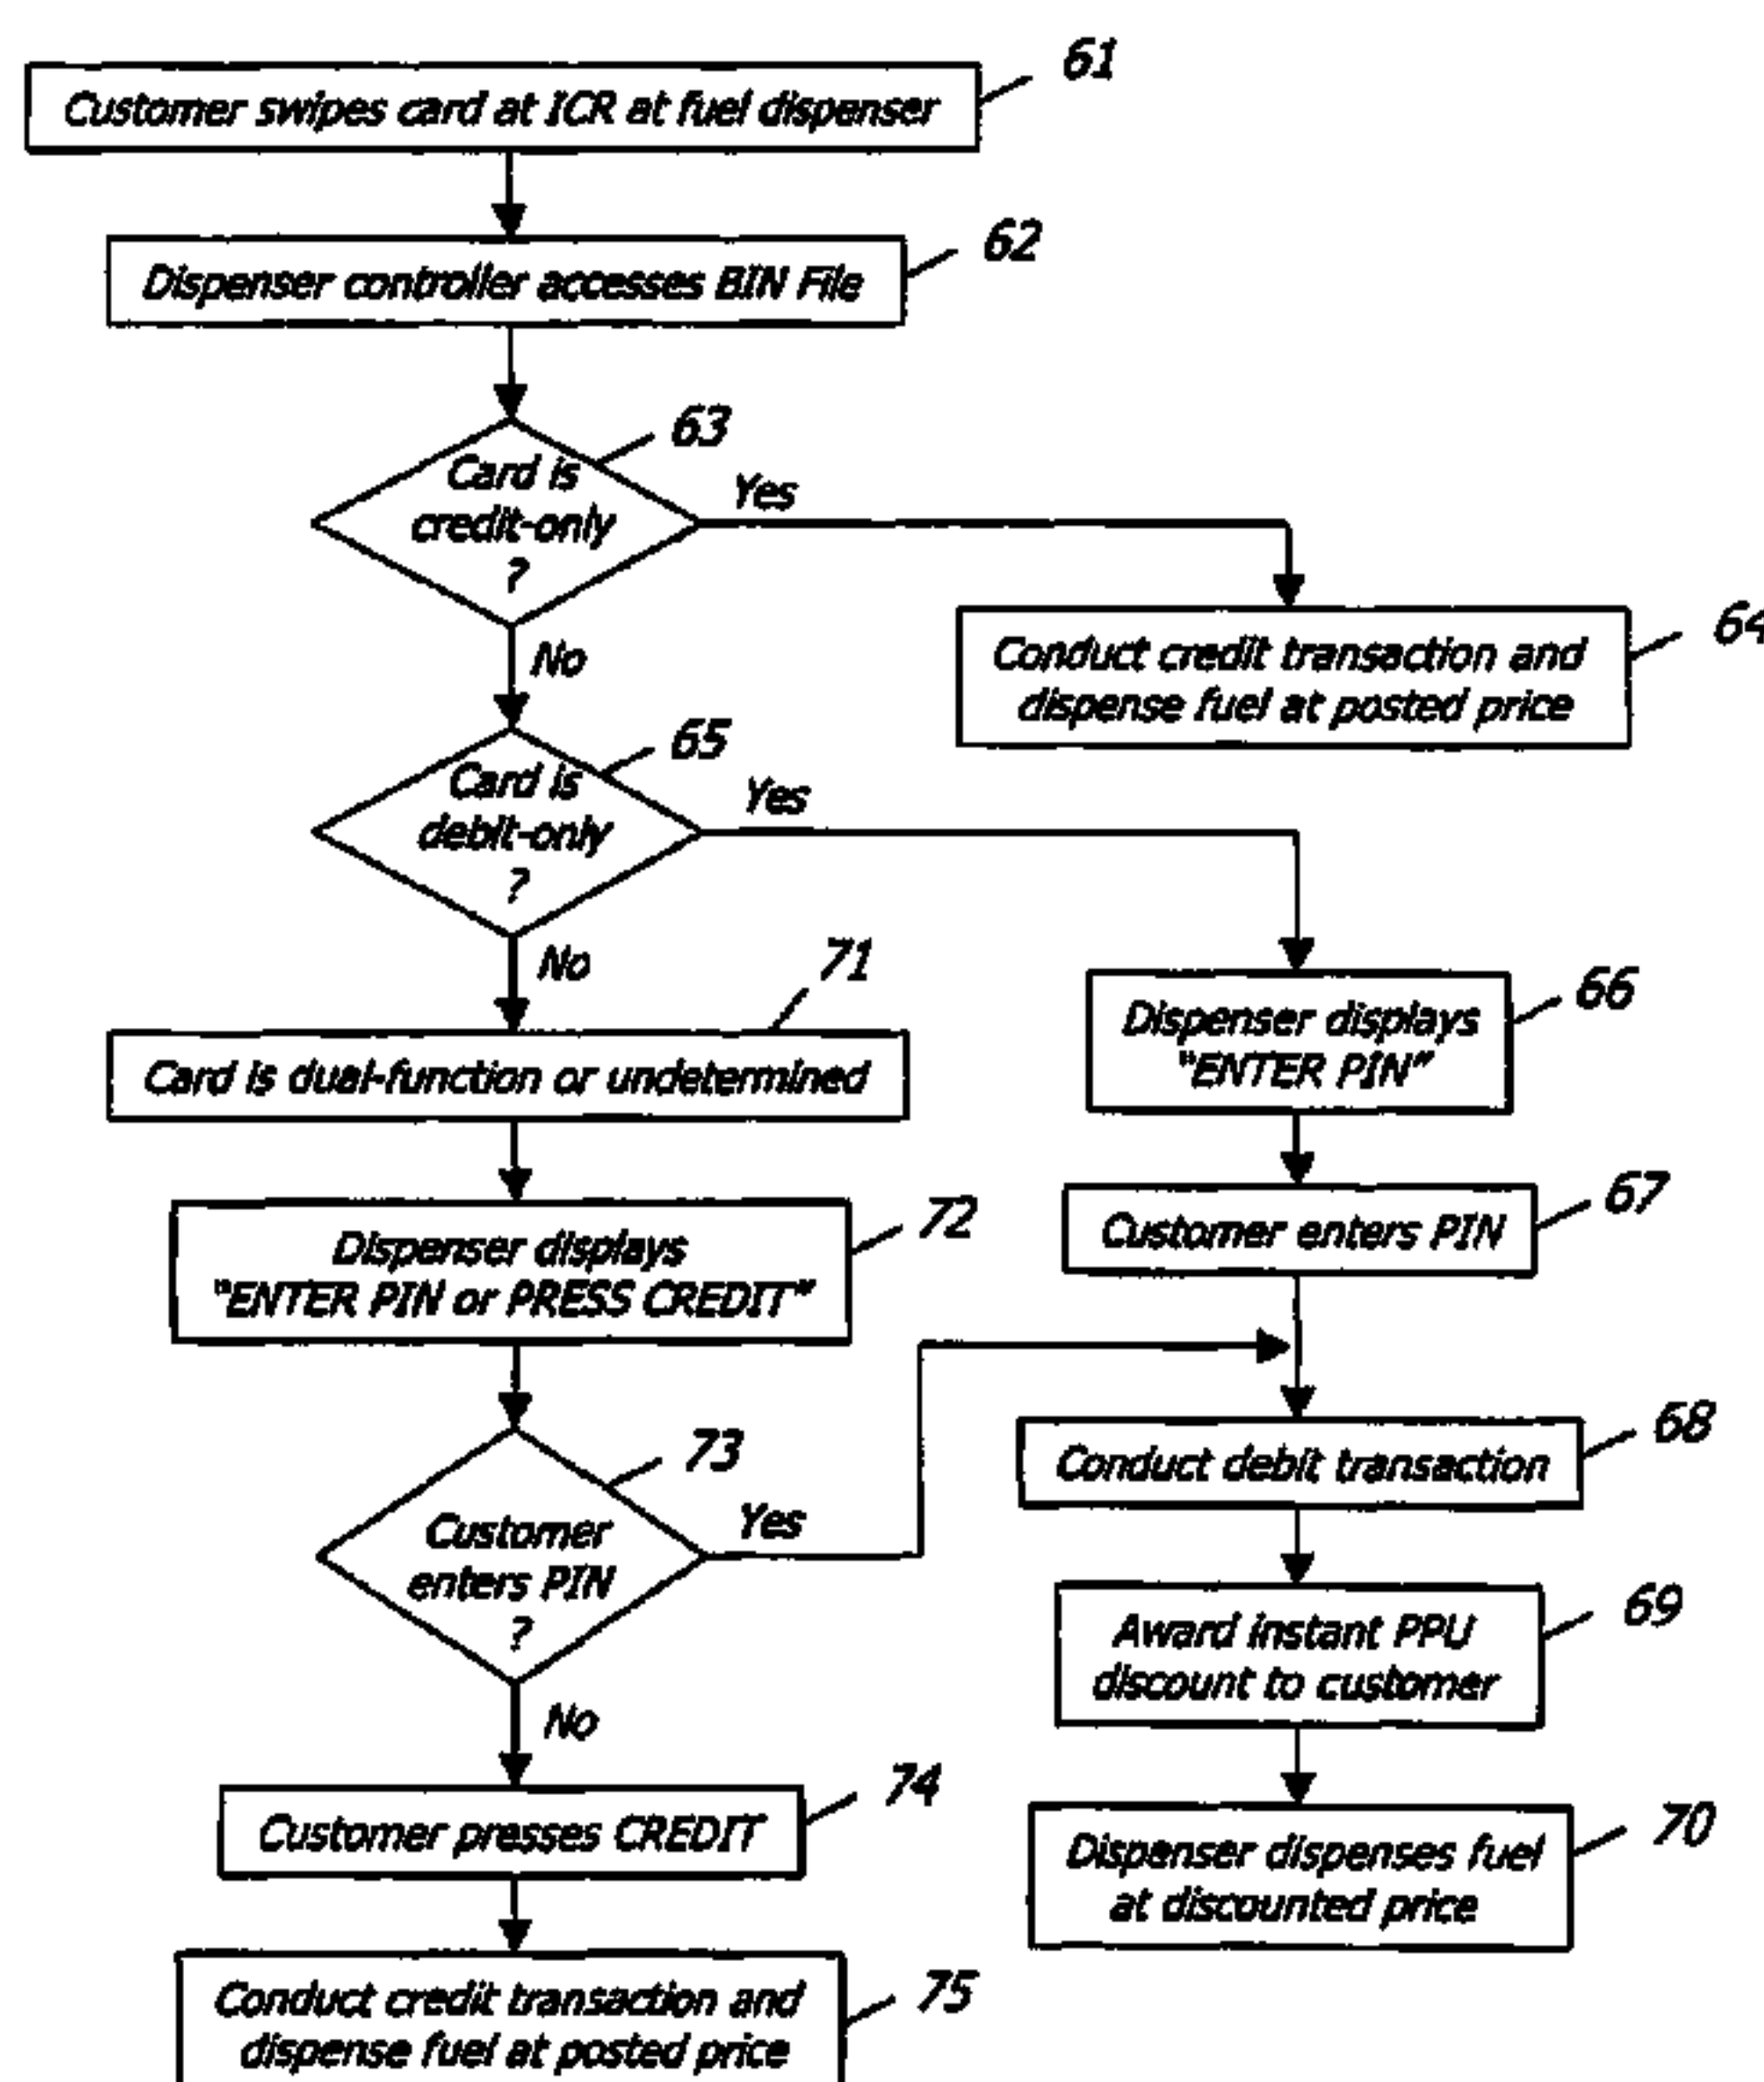 61
Customer swipes card at ICR at fuel dispenser
62
Dispenser controller accesses BIN File
63
Card is
credit-only
?
Yes
No
64
Conduct credit transaction and
dispense fuel at posted price
65
Card is
debit-only
?
Yes
No
71
Card is dual-function or undetermined
66
Dispenser displays
"ENTER PIN"
67
Customer enters PIN
72
Dispenser displays
"ENTER PIN or PRESS CREDIT"
73
Customer
enters PIN
?
Yes
No
68
Conduct debit transaction
69
Award instant PPU
discount to customer
70
Dispenser dispenses fuel
at discounted price
74
Customer presses CREDIT
75
Conduct credit transaction and
dispense fuel at posted price